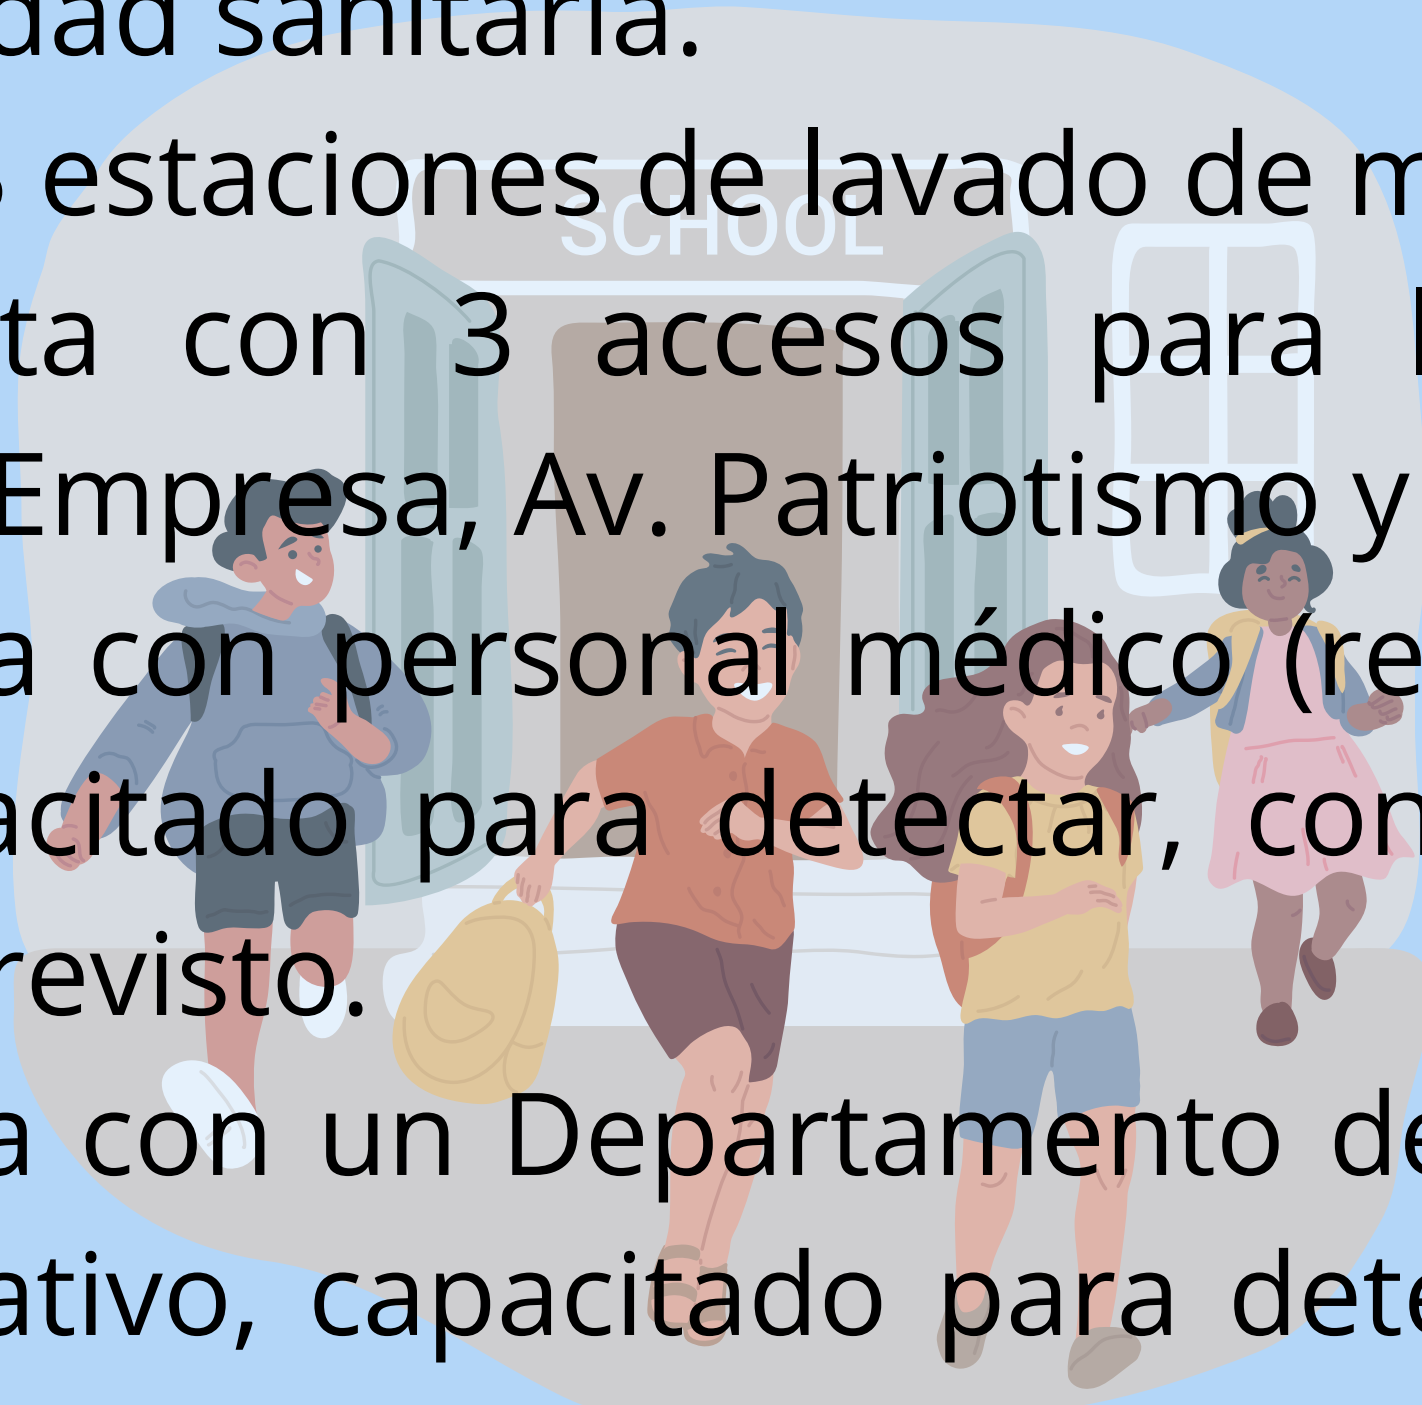 dad sanitaria.
estaciones de lavado de m
SCHOOL
ta con 3 accesos para
Empresa, Av. Patriotismo y
a con personal médico (re
acitado para detectar, con
revisto.
a con un Departamento de
ativo, capacitado para dete